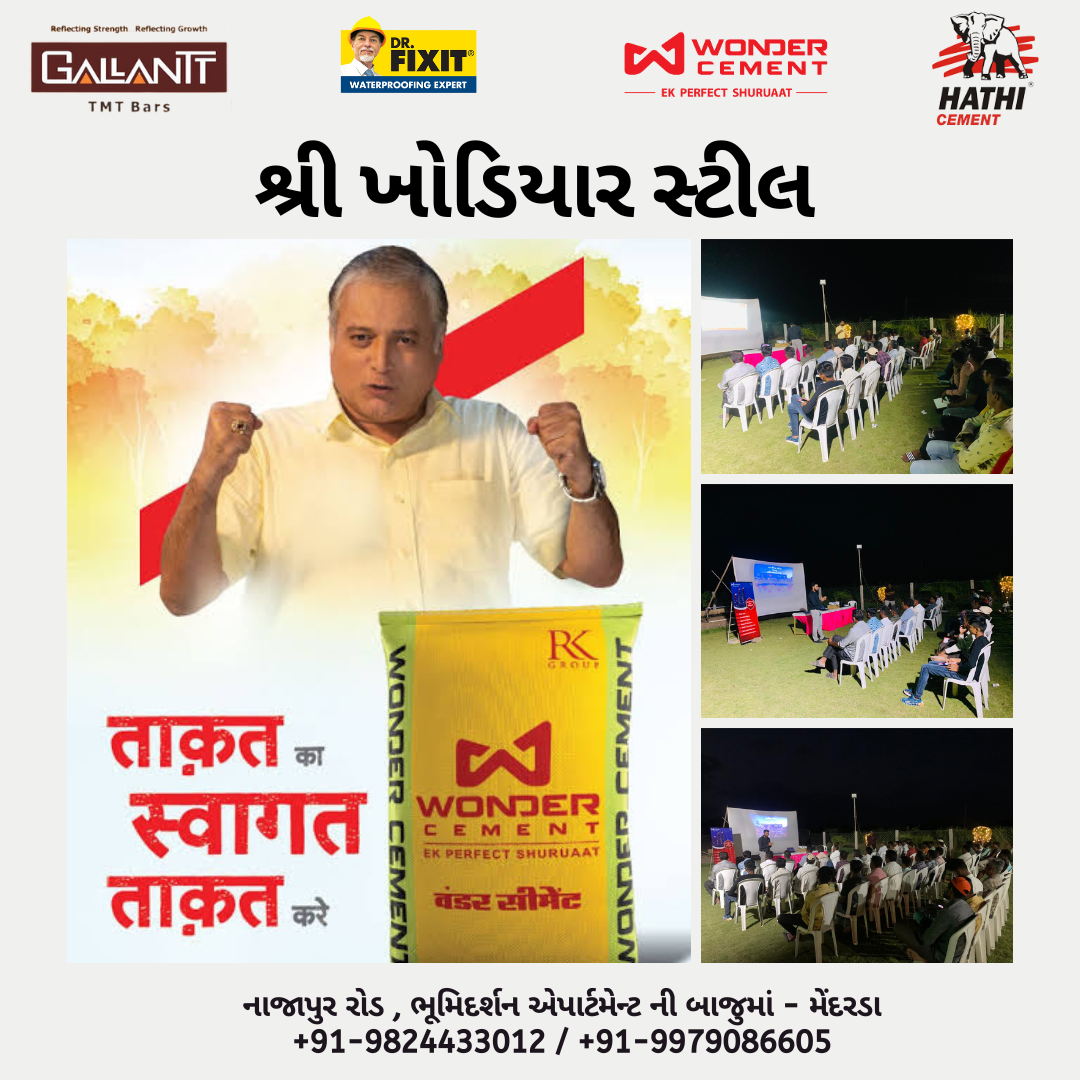 Reflecting Strength Reflecting Growth
GALLANTT
TMT Bars
DR. FIXIT®
WATERPROOFING EXPERT
WONDER CEMENT
EK PERFECT SHURUAAT
HATHI®
CEMENT
શ્રી ખોડિયાર સ્ટીલ
ताक़त का
स्वागत
ताक़त करे
RK
GROUP
WONDER CEMENT
WONDER
CEMENT
EK PERFECT SHURUAAT
वंडर सीमेंट
WONDER CEMENT
નાજાપુર રોડ , ભૂમિદર્શન એપાર્ટમેન્ટ ની બાજુમાં - મેંદરડા
+91-9824433012 / +91-9979086605